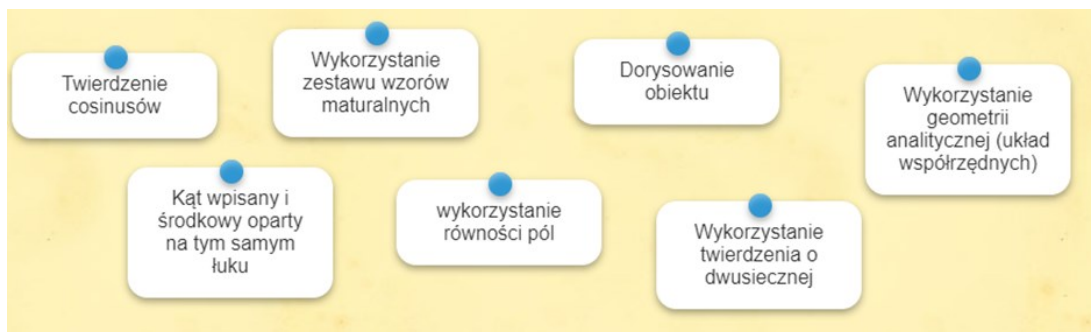 Twierdzenie
cosinusów
Wykorzystanie
zestawu wzorów
maturalnych
Dorysowanie
obiektu
Wykorzystanie
geometrii
analitycznej (układ
współrzędnych)
Kąt wpisany i
środkowy oparty
na tym samym
łuku
wykorzystanie
równości pól
Wykorzystanie
twierdzenia o
dwusiecznej